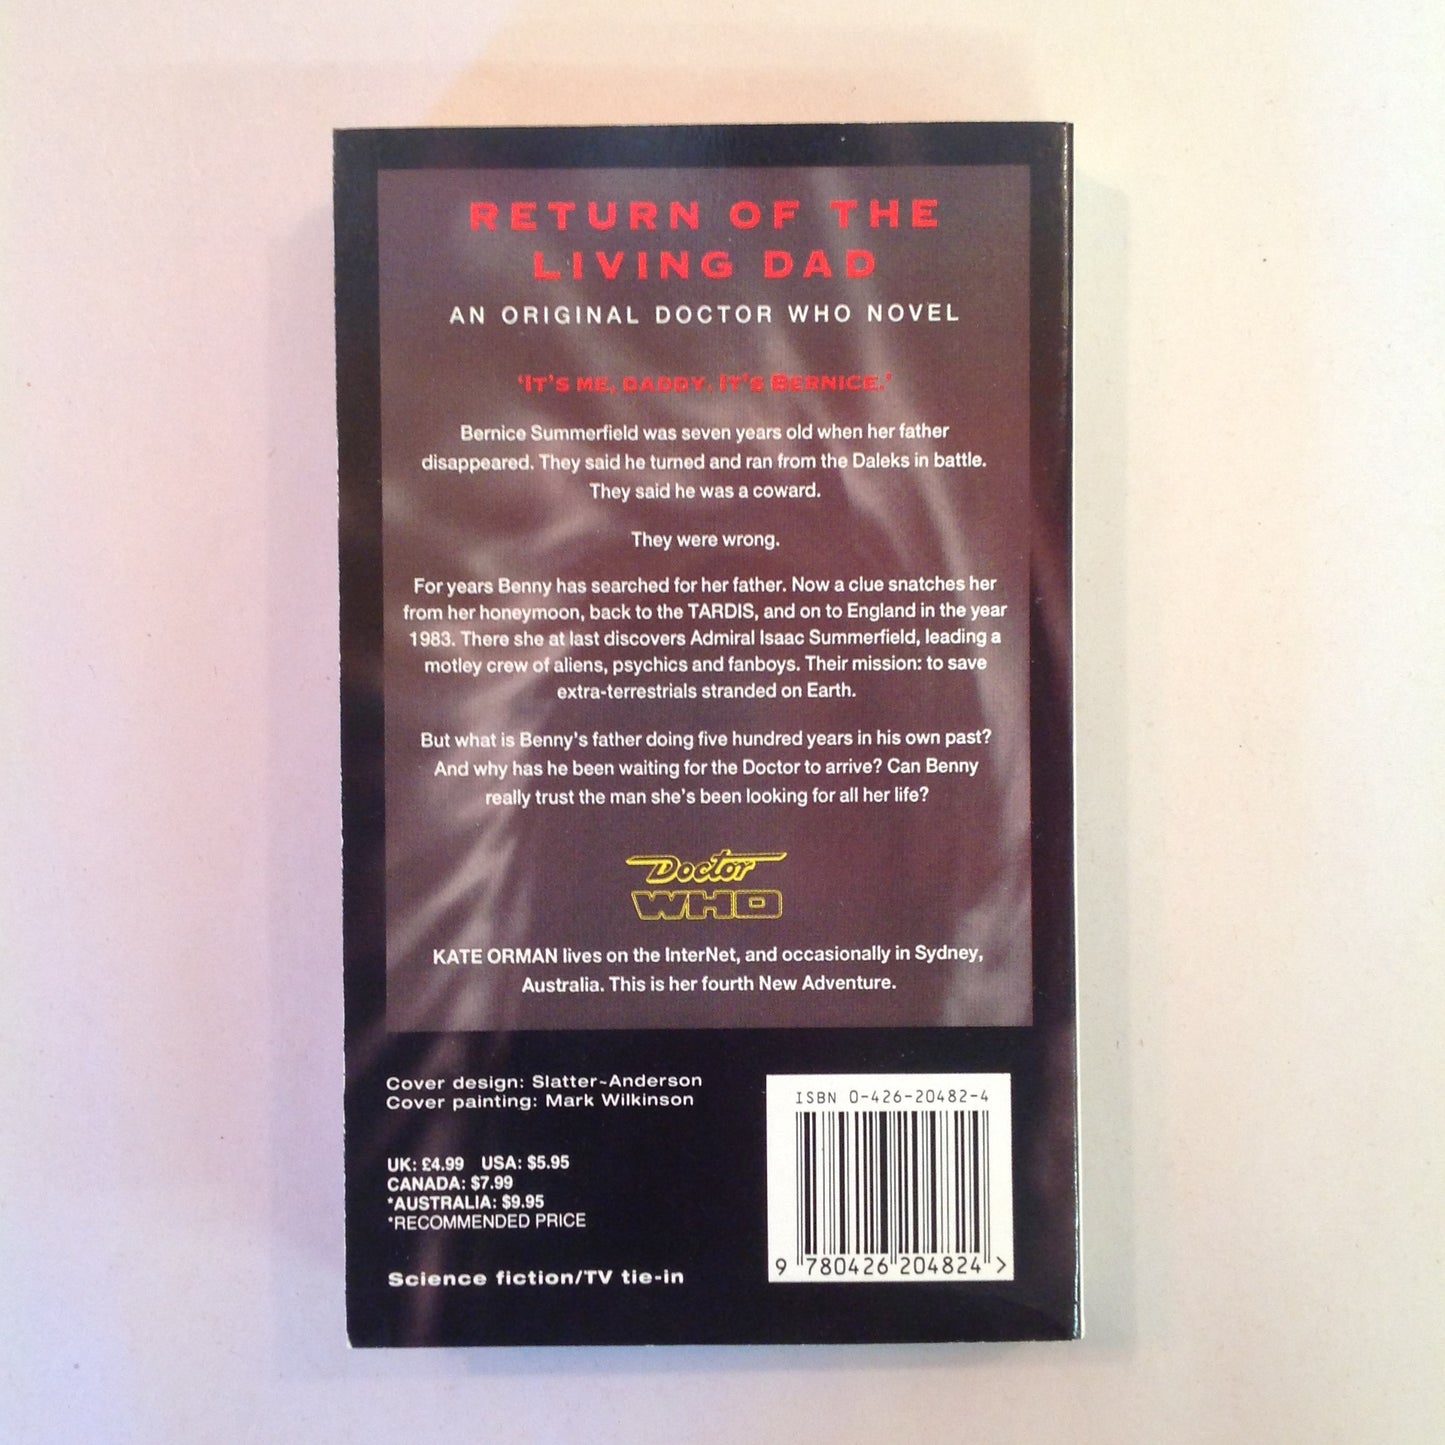 RETURN OF THE
LIVING DAD
AN ORIGINAL DOCTOR WHO NOVEL
'IT'S ME, DADDY. IT'S BERNICE.'
Bernice Summerfield was seven years old when her father
disappeared. They said he turned and ran from the Daleks in battle.
They said he was a coward.
They were wrong.
For years Benny has searched for her father. Now a clue snatches her
from her honeymoon, back to the TARDIS, and on to England in the year
1983. There she at last discovers Admiral Isaac Summerfield, leading a
motley crew of aliens, psychics and fanboys. Their mission: to save
extra-terrestrials stranded on Earth.
But what is Benny's father doing five hundred years in his own past?
And why has he been waiting for the Doctor to arrive? Can Benny
really trust the man she's been looking for all her life?
Doctor
WHO
KATE ORMAN lives on the InterNet, and occasionally in Sydney,
Australia. This is her fourth New Adventure.
Cover design: Slatter~Anderson
Cover painting: Mark Wilkinson
UK: £4.99 USA: $5.95
CANADA: $7.99
*AUSTRALIA: $9.95
*RECOMMENDED PRICE
Science fiction/TV tie-in
ISBN 0-426-20482-4
9 780426 204824 >